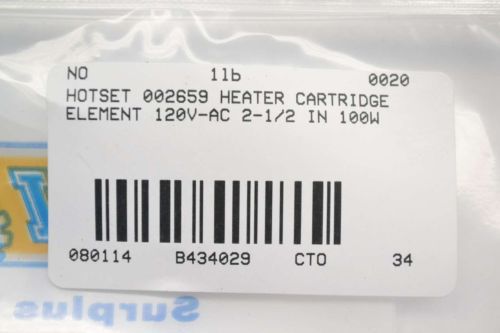 NO 1lb 0020
HOTSET 002659 HEATER CARTRIDGE
ELEMENT 120V-AC 2-1/2 IN 100W
080114 B434029 CTO 34
Surplus